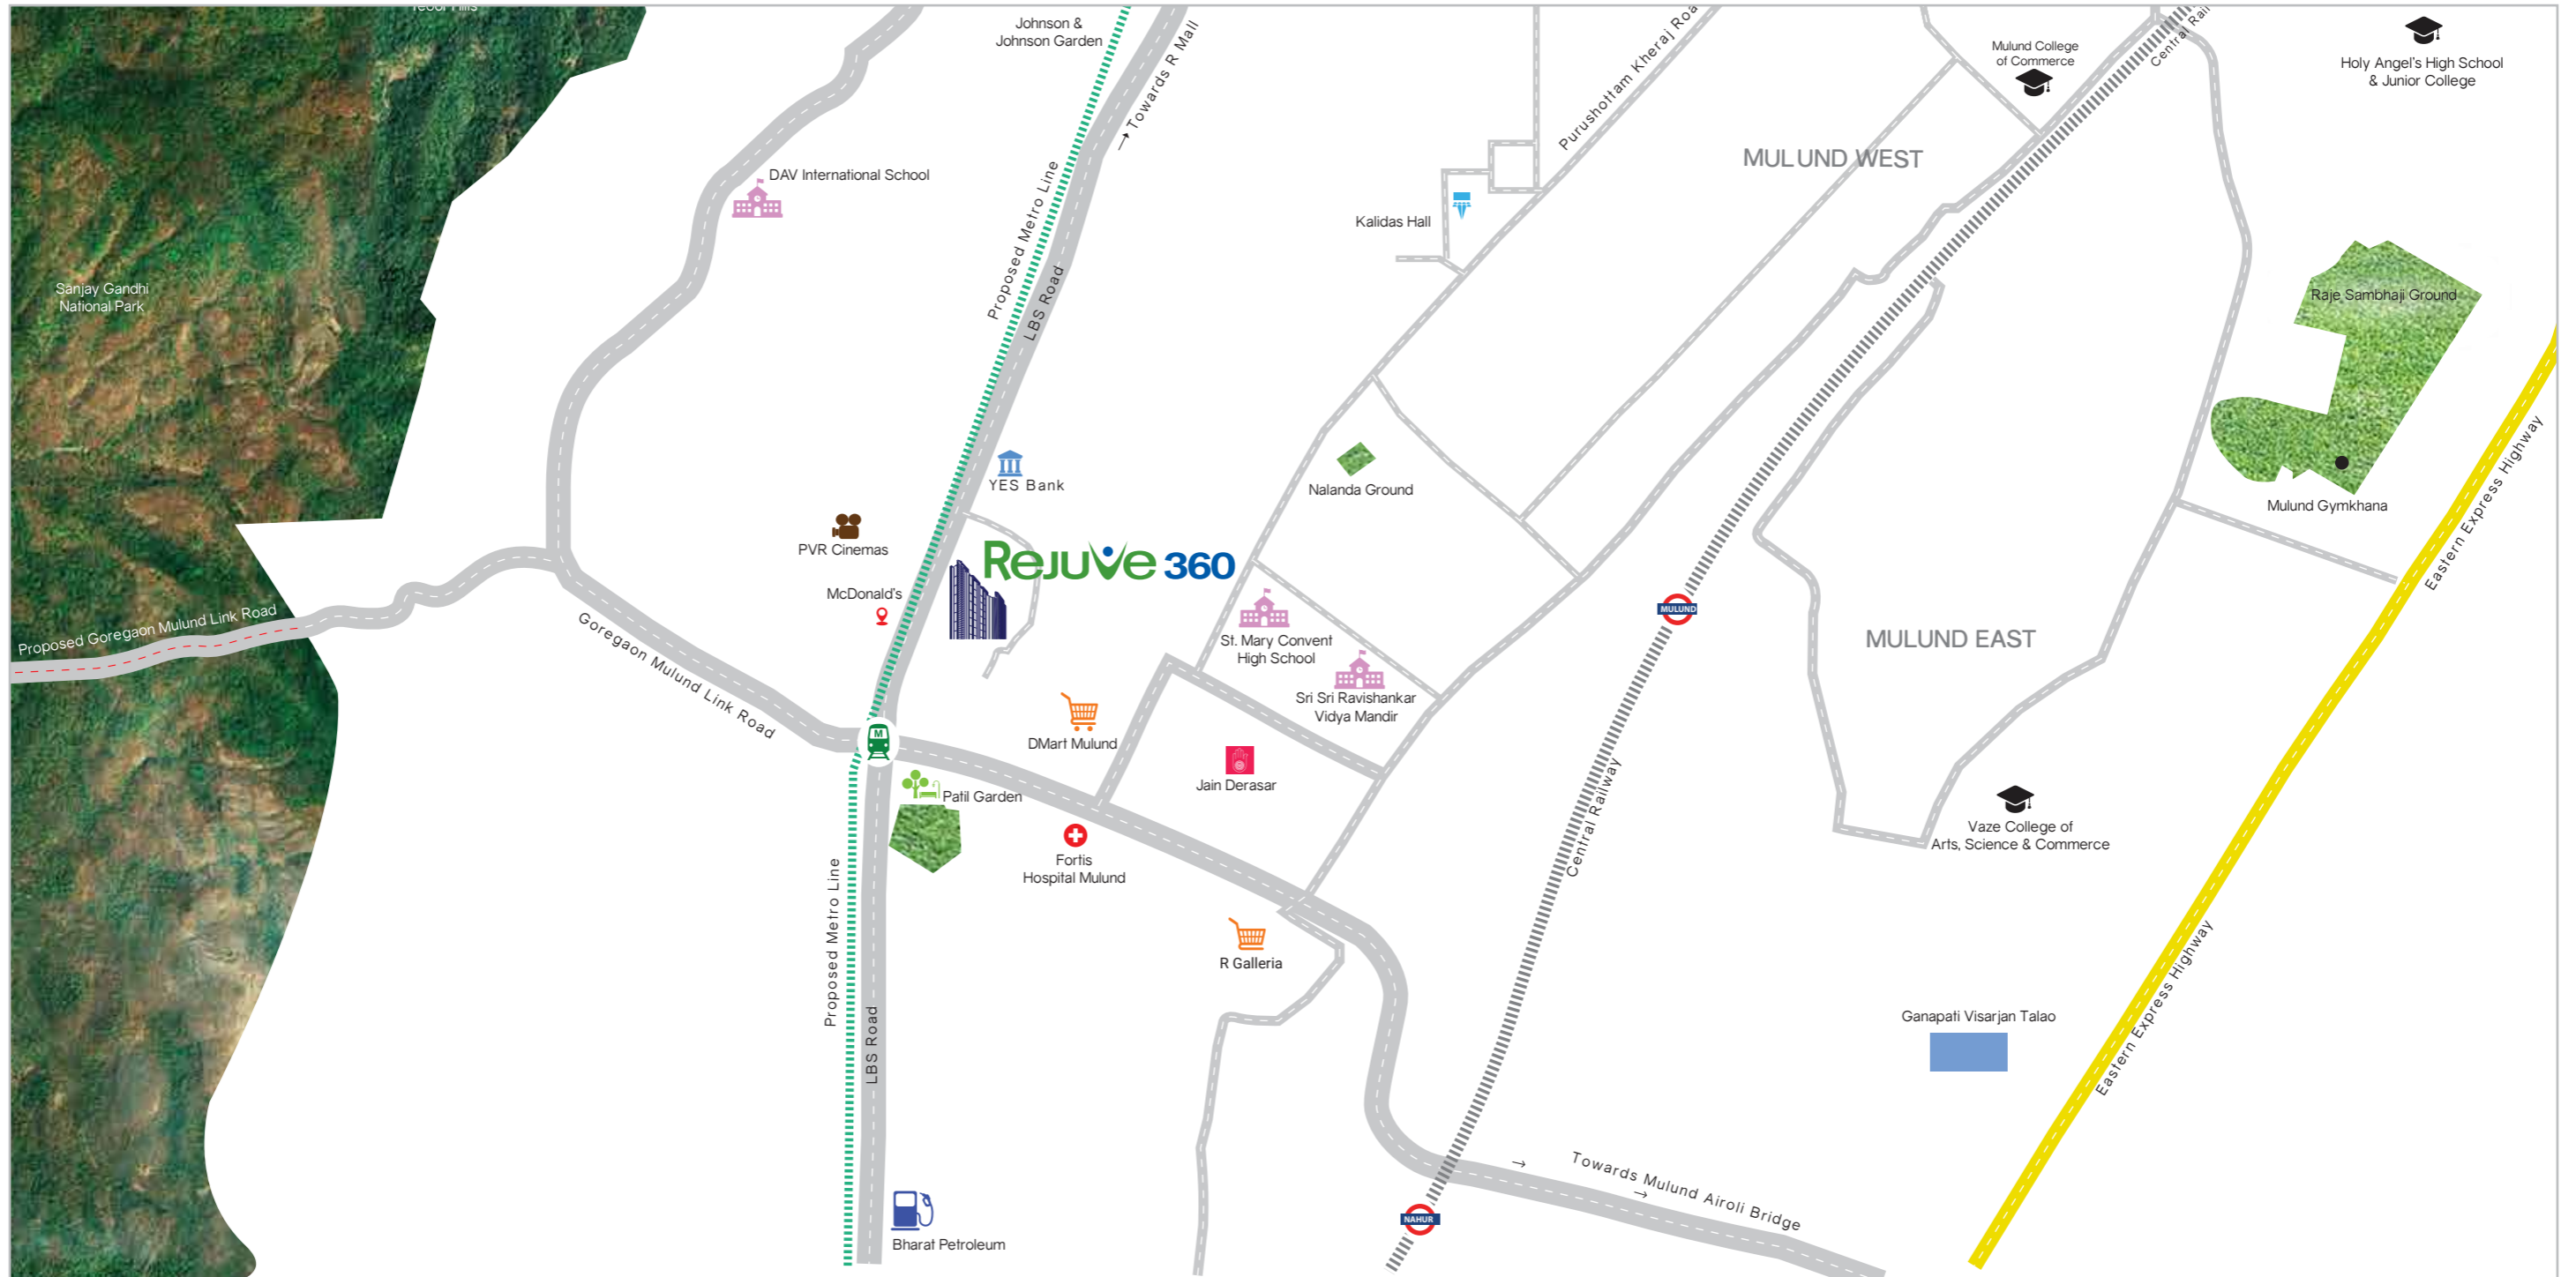 Johnson &
Johnson Garden
→ Towards R Mall
Purushottam Kheraj Roa
Mulund College
of Commerce
Central Rail
Holy Angel's High School
& Junior College
DAV International School
Proposed Metro Line
LBS Road
Kalidas Hall
MULUND WEST
Sanjay Gandhi
National Park
Raje Sambhaji Ground
YES Bank
Nalanda Ground
Mulund Gymkhana
Eastern Express Highway
PVR Cinemas
Rejuve 360
McDonald's
Proposed Goregaon Mulund Link Road
Goregaon Mulund Link Road
St. Mary Convent
High School
MULUND
MULUND EAST
Sri Sri Ravishankar
Vidya Mandir
M
DMart Mulund
Jain Derasar
Patil Garden
Central Railway
Vaze College of
Arts, Science & Commerce
Fortis
Hospital Mulund
Proposed Metro Line
R Galleria
LBS Road
Eastern Express Highway
Ganapati Visarjan Talao
→ Towards Mulund Airoli Bridge →
NAHUR
Bharat Petroleum